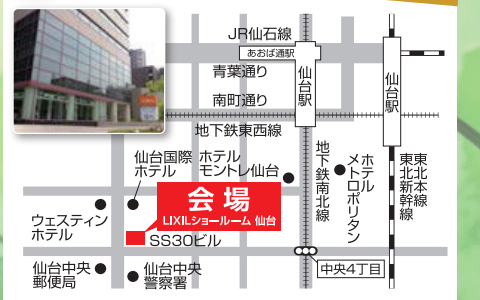 JR仙石線
あおば通駅
青葉通り
仙台駅
仙台駅
南町通り
地下鉄東西線
仙台国際
ホテル
ホテル
モントレ仙台
地下鉄南北線
ホテル
メトロポリタン
東北本線
東北新幹線
会場
LIXILショールーム 仙台
ウェスティン
ホテル
SS30ビル
仙台中央
郵便局
仙台中央
警察署
中央4丁目